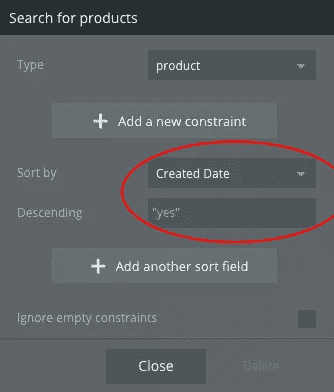 Search for products
Type product
Add a new constraint
Sort by Created Date
Descending "yes"
Add another sort field
Ignore empty constraints
Close Delete